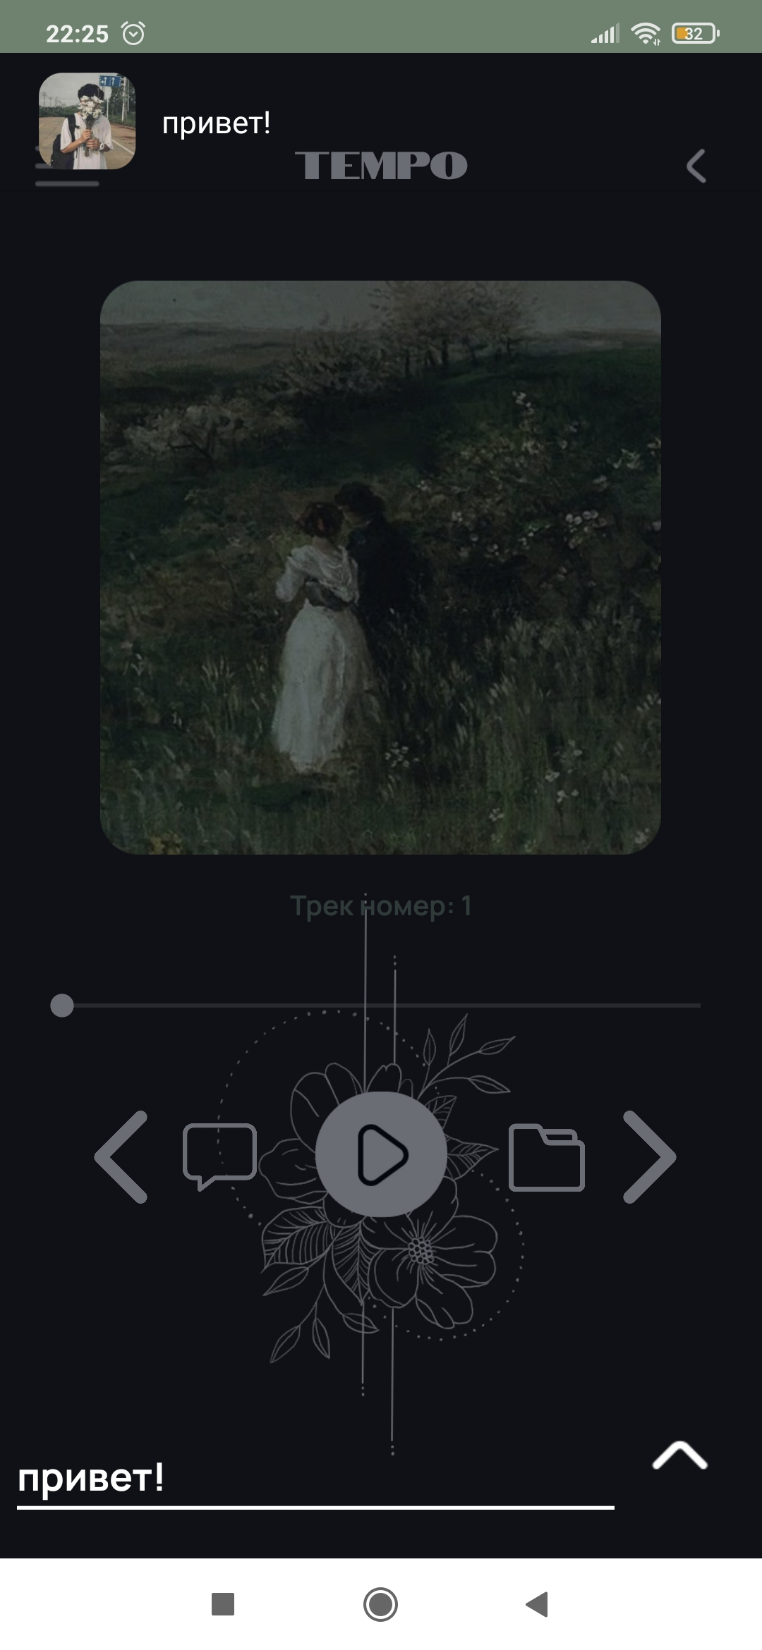 22:25
32
привет!
TEMPO
Трек номер: 1
привет!